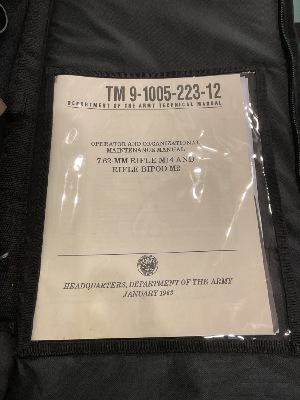 TM 9-1005-223-12
DEPARTMENT OF THE ARMY TECHNICAL MANUAL
OPERATOR AND ORGANIZATIONAL
MAINTENANCE MANUAL
7.62-MM RIFLE M14 AND
RIFLE BIPOD M2
HEADQUARTERS, DEPARTMENT OF THE ARMY
JANUARY 1963